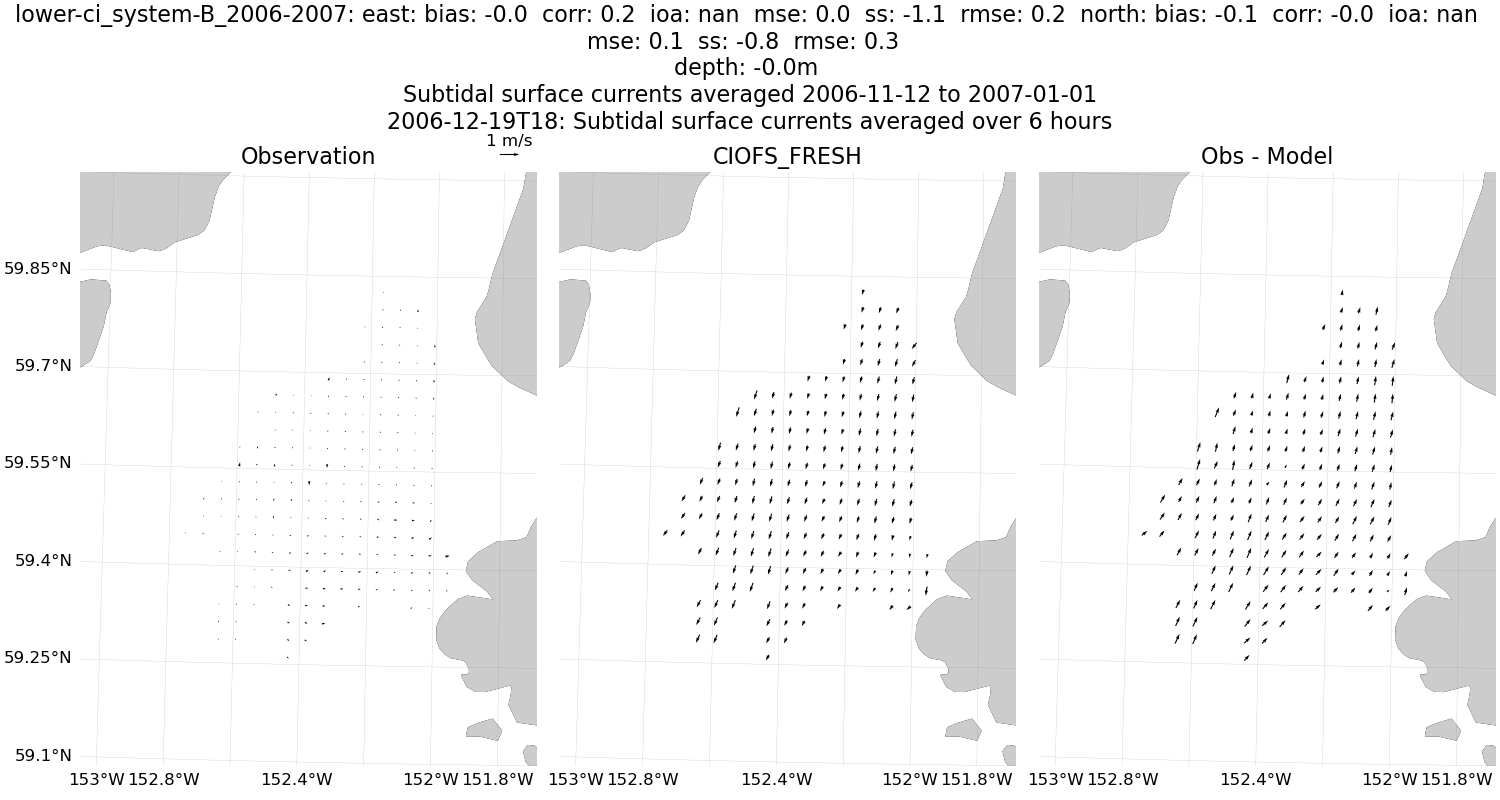 lower-ci_system-B_2006-2007: east: bias: -0.0  corr: 0.2  ioa: nan  mse: 0.0  ss: -1.1  rmse: 0.2  north: bias: -0.1  corr: -0.0  ioa: nan
mse: 0.1  ss: -0.8  rmse: 0.3
depth: -0.0m
Subtidal surface currents averaged 2006-11-12 to 2007-01-01
2006-12-19T18: Subtidal surface currents averaged over 6 hours
1 m/s
Observation
CIOFS_FRESH
Obs - Model
59.85°N
59.7°N
59.55°N
59.4°N
59.25°N
59.1°N
153°W 152.8°W 152.4°W 152°W 151.8°W 153°W 152.8°W 152.4°W 152°W 151.8°W 153°W 152.8°W 152.4°W 152°W 151.8°W